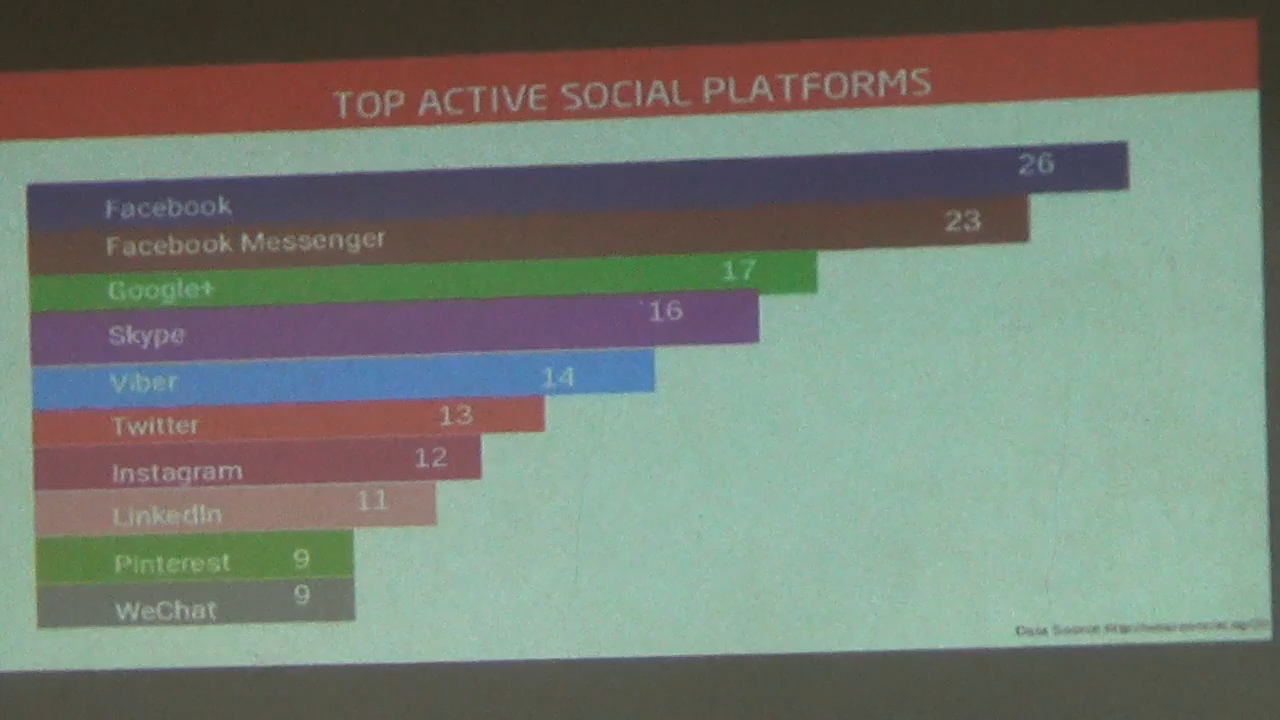 TOP ACTIVE SOCIAL PLATFORMS
Facebook 26
Facebook Messenger 23
Google+ 17
Skype 16
Viber 14
Twitter 13
Instagram 12
LinkedIn 11
Pinterest 9
WeChat 9
Data Source